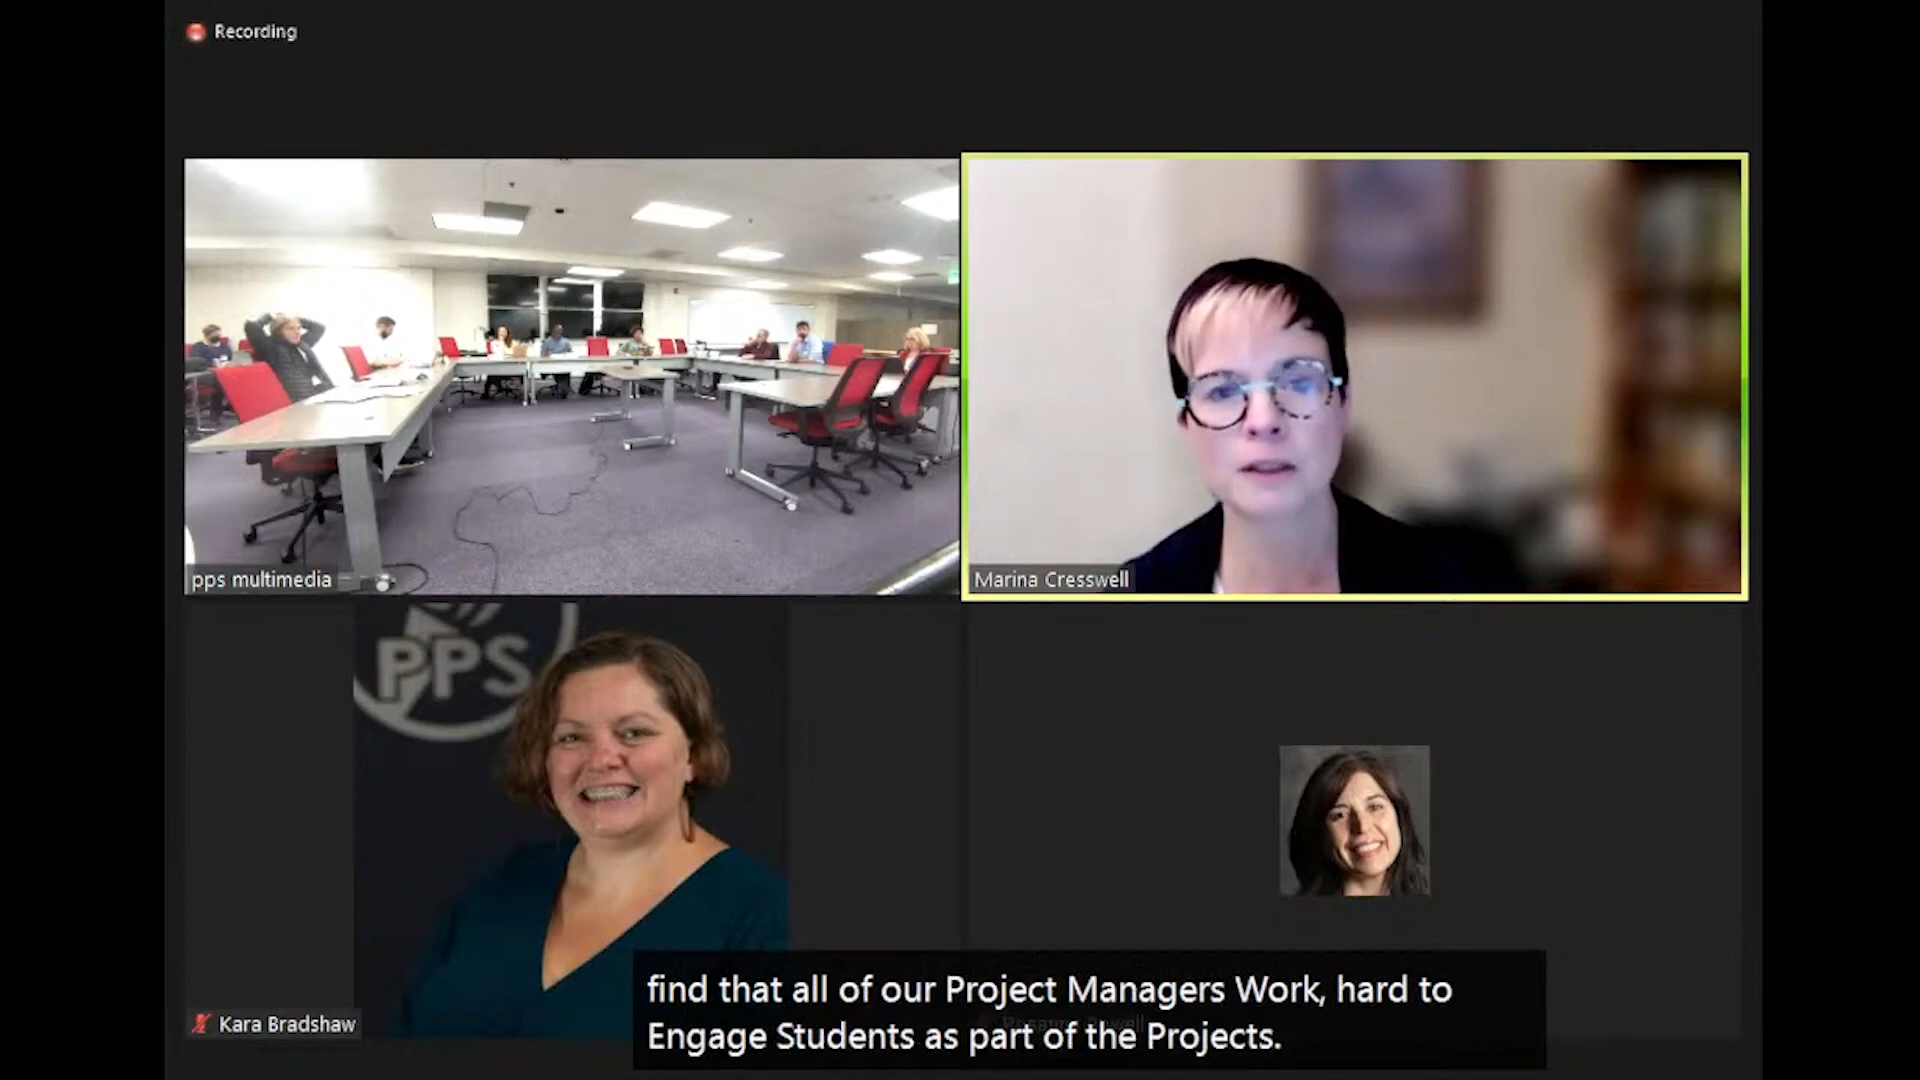 Recording
pps multimedia
Marina Cresswell
PPS
Kara Bradshaw
find that all of our Project Managers Work, hard to
Engage Students as part of the Projects.